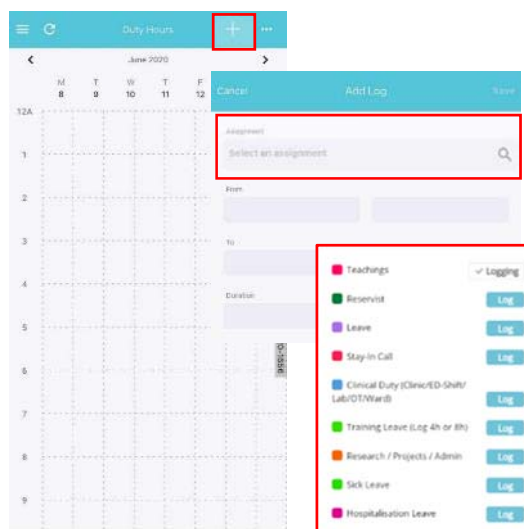 Duty Hours
June 2020
M T W T F
8 9 10 11 12
12A
1
2
3
4
5
6
7
8
9
Cancel Add Log Save
Assignment
Select an assignment
From
To
Duration
Teachings ✓ Logging
Reservist Log
Leave Log
Stay-In Call Log
Clinical Duty (Clinic/ED-Shift/
Lab/OT/Ward) Log
Training Leave (Log 4h or 8h) Log
Research / Projects / Admin Log
Sick Leave Log
Hospitalisation Leave Log